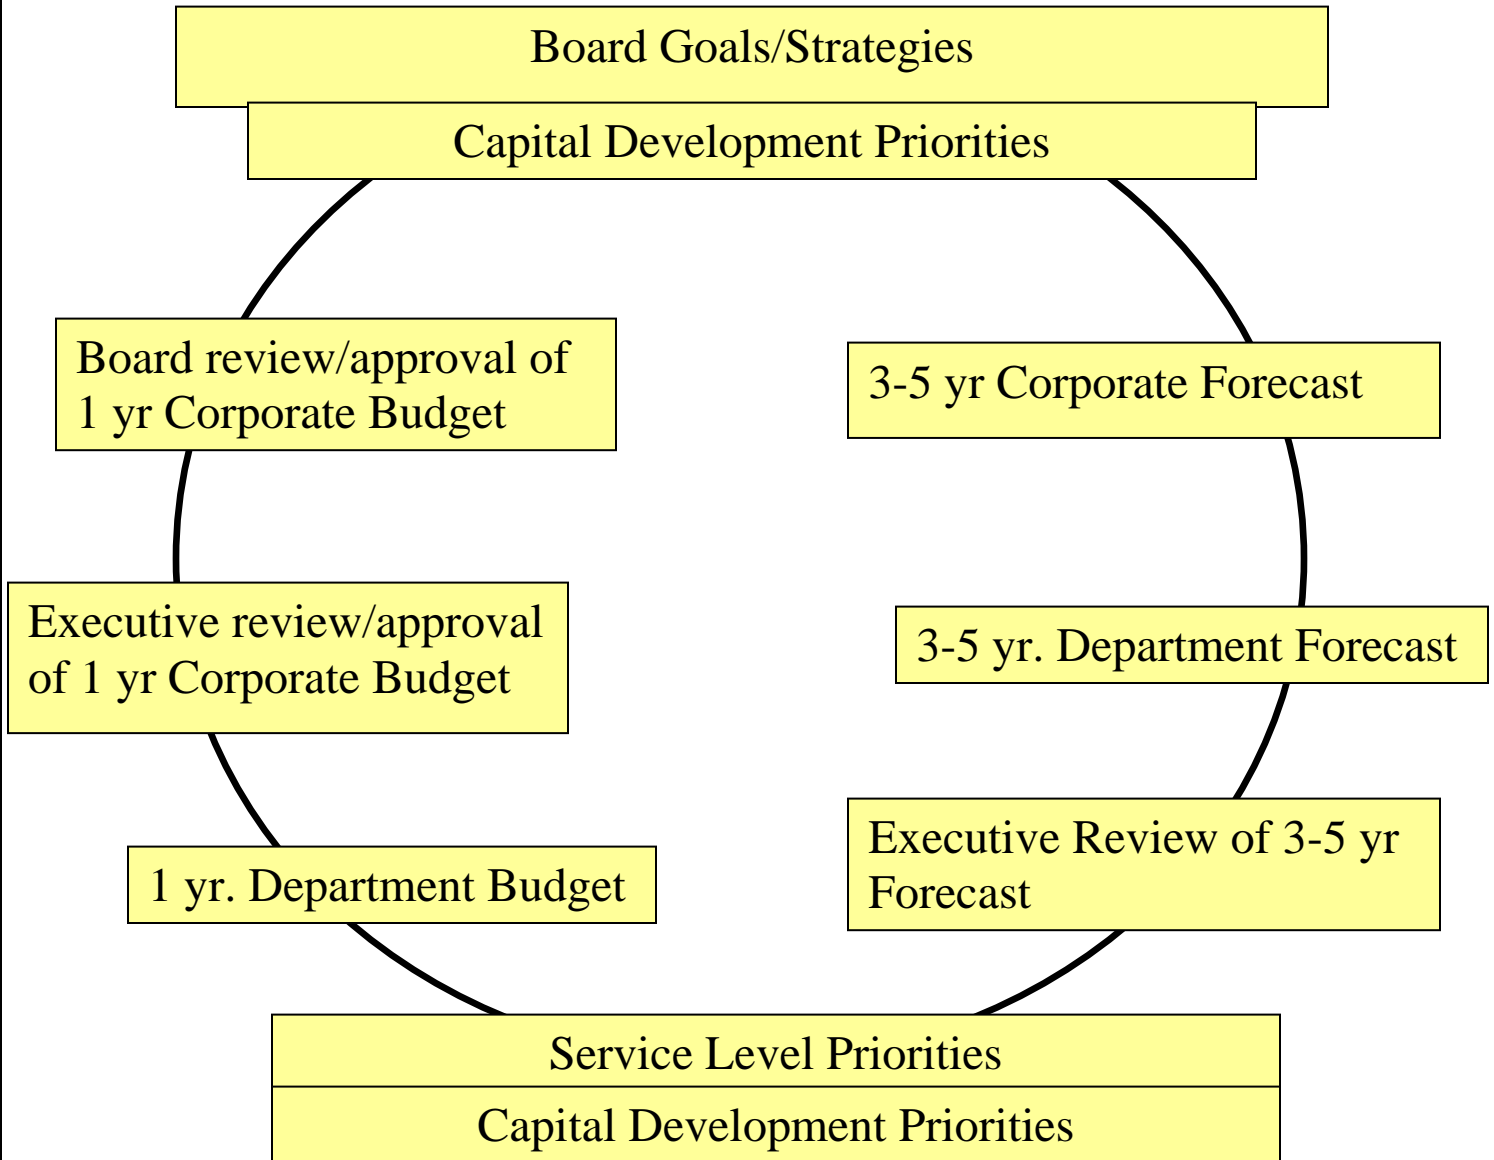 Board Goals/Strategies
Capital Development Priorities
Board review/approval of
1 yr Corporate Budget
3-5 yr Corporate Forecast
Executive review/approval
of 1 yr Corporate Budget
3-5 yr. Department Forecast
1 yr. Department Budget
Executive Review of 3-5 yr
Forecast
Service Level Priorities
Capital Development Priorities